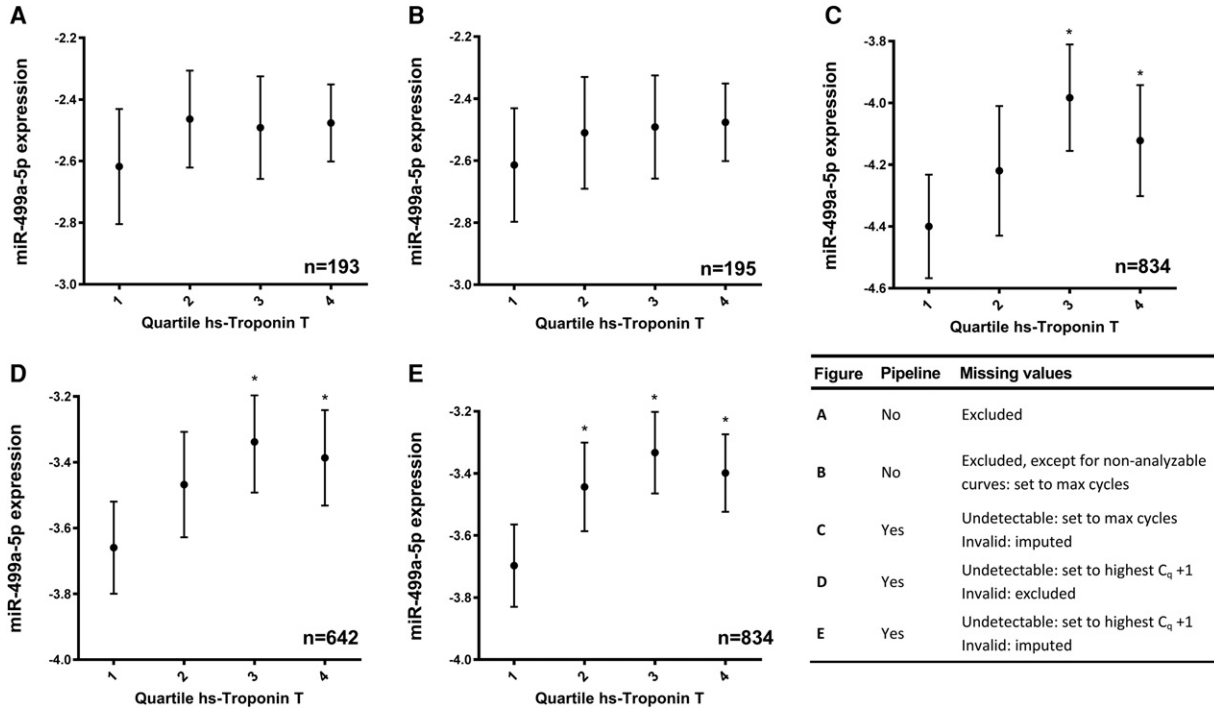 A
miR-499a-5p expression
-2.2
-2.4
-2.6
-2.8
-3.0
1
2
3
4
Quartile hs-Troponin T
n=193
B
miR-499a-5p expression
-2.2
-2.4
-2.6
-2.8
-3.0
1
2
3
4
Quartile hs-Troponin T
n=195
C
miR-499a-5p expression
-3.8
-4.0
-4.2
-4.4
-4.6
*
*
1
2
3
4
Quartile hs-Troponin T
n=834
D
miR-499a-5p expression
-3.2
-3.4
-3.6
-3.8
-4.0
*
*
1
2
3
4
Quartile hs-Troponin T
n=642
E
miR-499a-5p expression
-3.2
-3.4
-3.6
-3.8
-4.0
*
*
*
1
2
3
4
Quartile hs-Troponin T
n=834
Figure Pipeline Missing values
A No Excluded
B No Excluded, except for non-analyzable
curves: set to max cycles
C Yes Undetectable: set to max cycles
Invalid: imputed
D Yes Undetectable: set to highest Cq +1
Invalid: excluded
E Yes Undetectable: set to highest Cq +1
Invalid: imputed